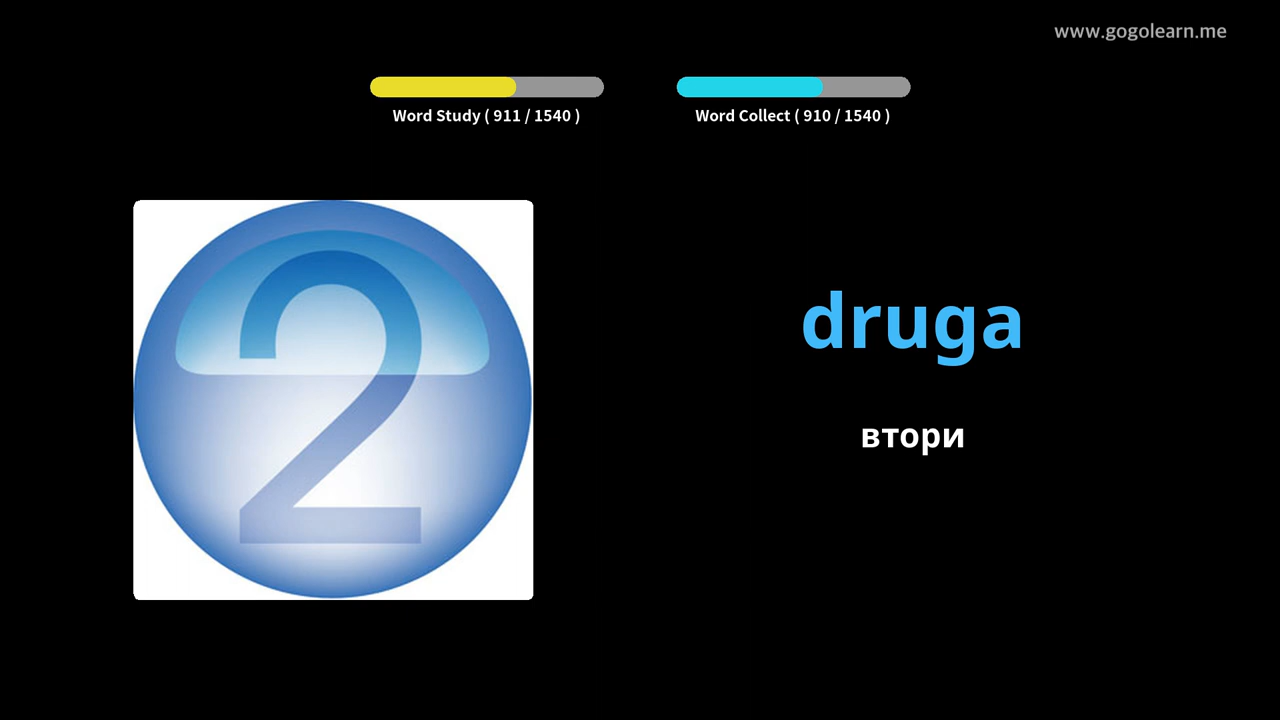 www.gogolearn.me
Word Study ( 911 / 1540 )
Word Collect ( 910 / 1540 )
2
druga
втори